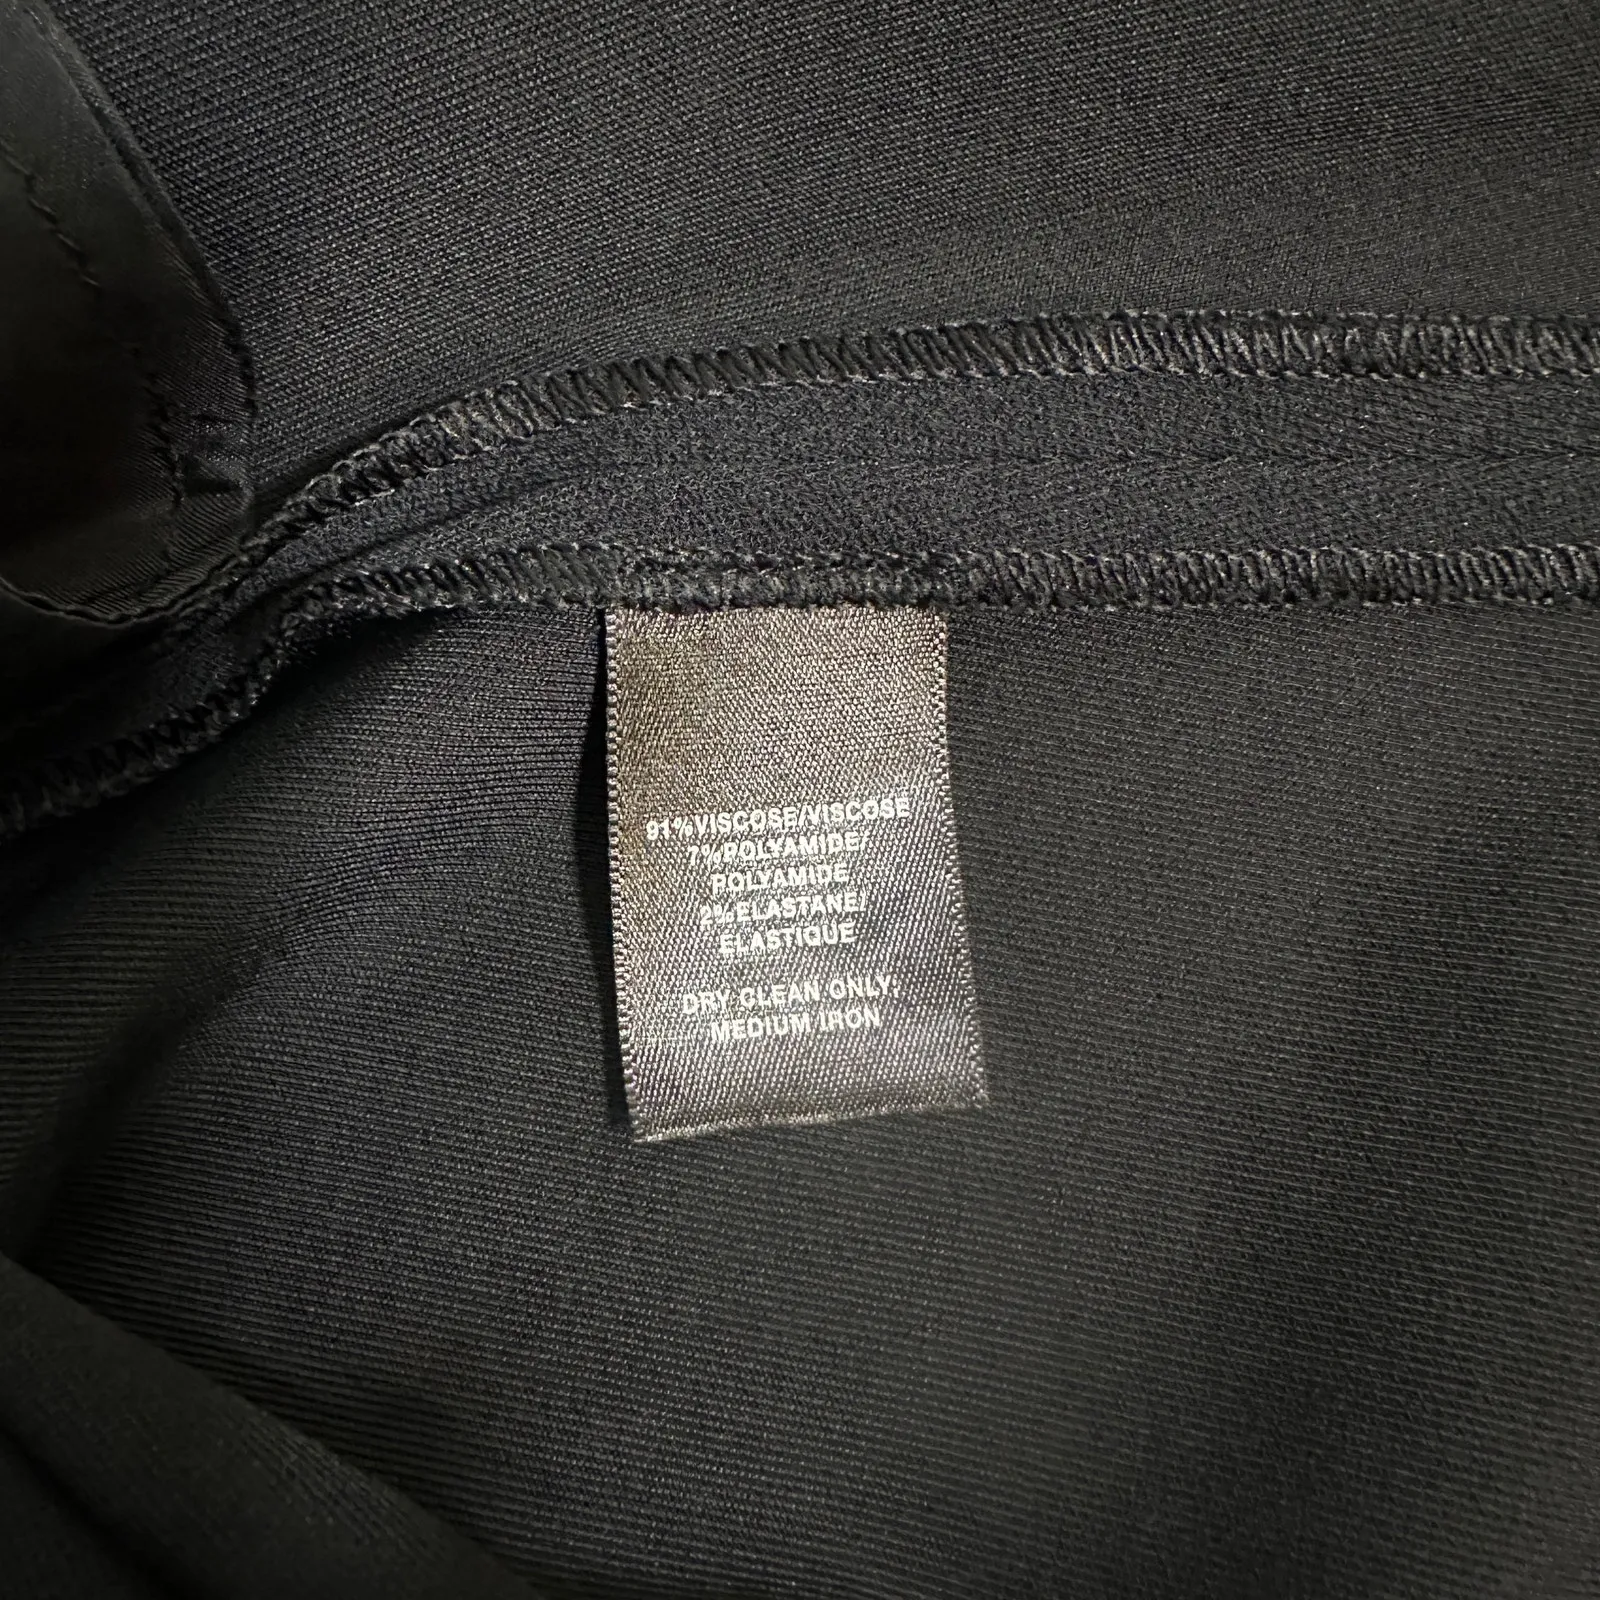 91%VISCOSE/VISCOSE
7%POLYAMIDE/
POLYAMIDE
2%ELASTANE/
ELASTIQUE
DRY CLEAN ONLY,
MEDIUM IRON